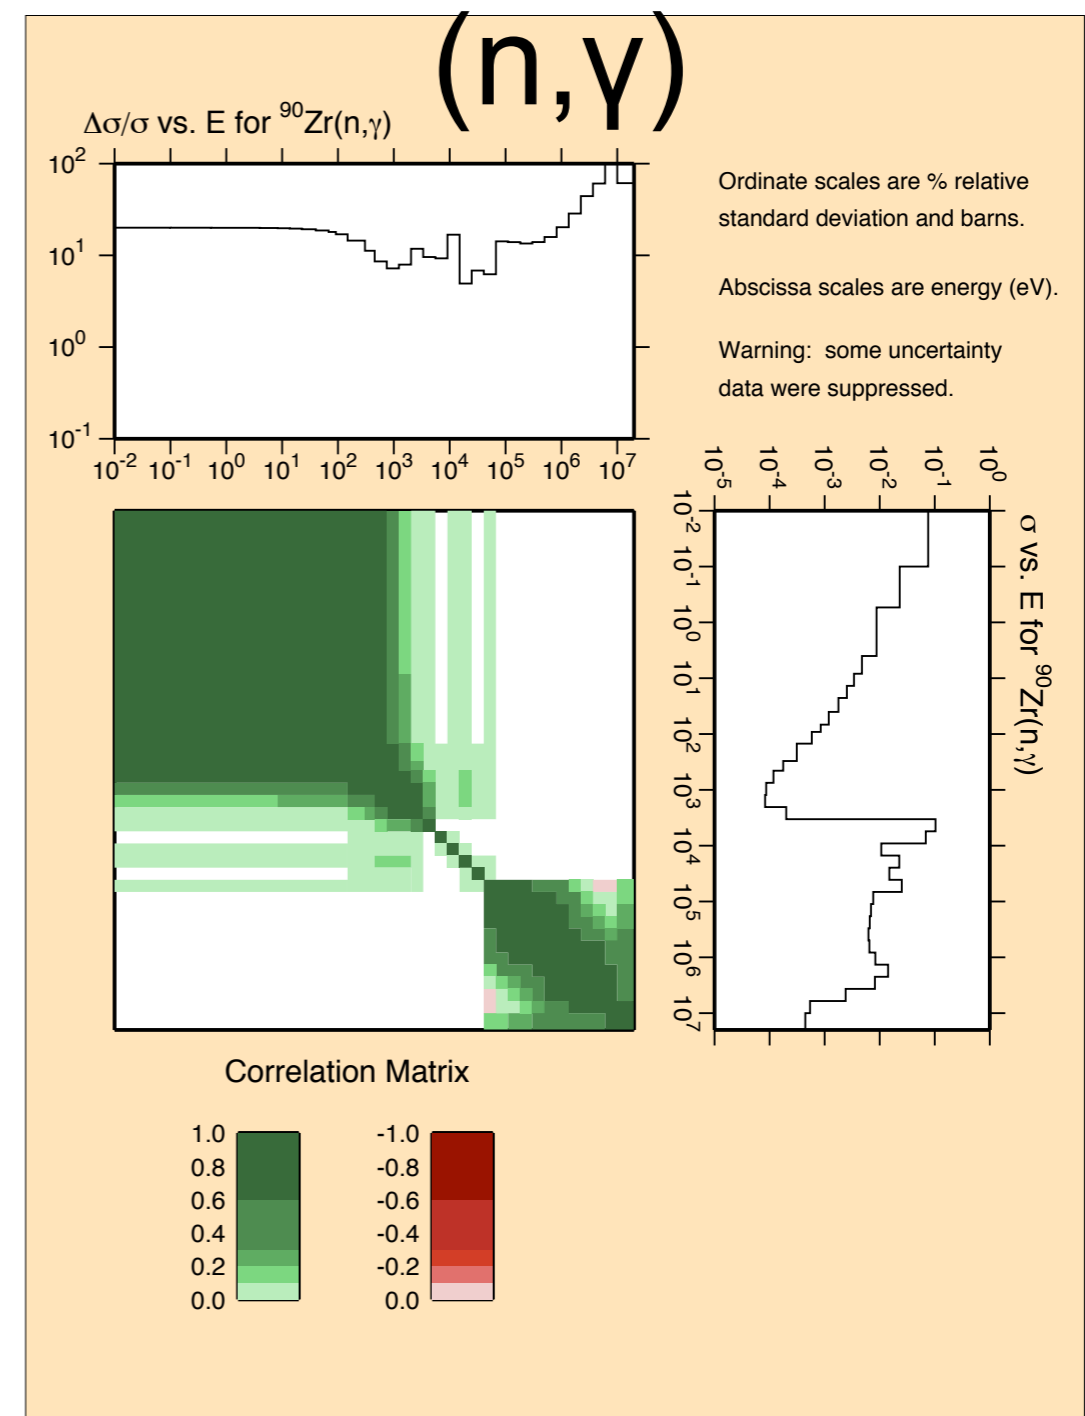 (n,γ)
Δσ/σ vs. E for ⁹⁰Zr(n,γ)
10²
10¹
10⁰
10⁻¹
10⁻² 10⁻¹ 10⁰ 10¹ 10² 10³ 10⁴ 10⁵ 10⁶ 10⁷
Ordinate scales are % relative
standard deviation and barns.
Abscissa scales are energy (eV).
Warning: some uncertainty
data were suppressed.
10⁻⁵ 10⁻⁴ 10⁻³ 10⁻² 10⁻¹ 10⁰
10⁻² 10⁻¹ 10⁰ 10¹ 10² 10³ 10⁴ 10⁵ 10⁶ 10⁷
σ vs. E for ⁹⁰Zr(n,γ)
Correlation Matrix
1.0 -1.0
0.8 -0.8
0.6 -0.6
0.4 -0.4
0.2 -0.2
0.0 0.0